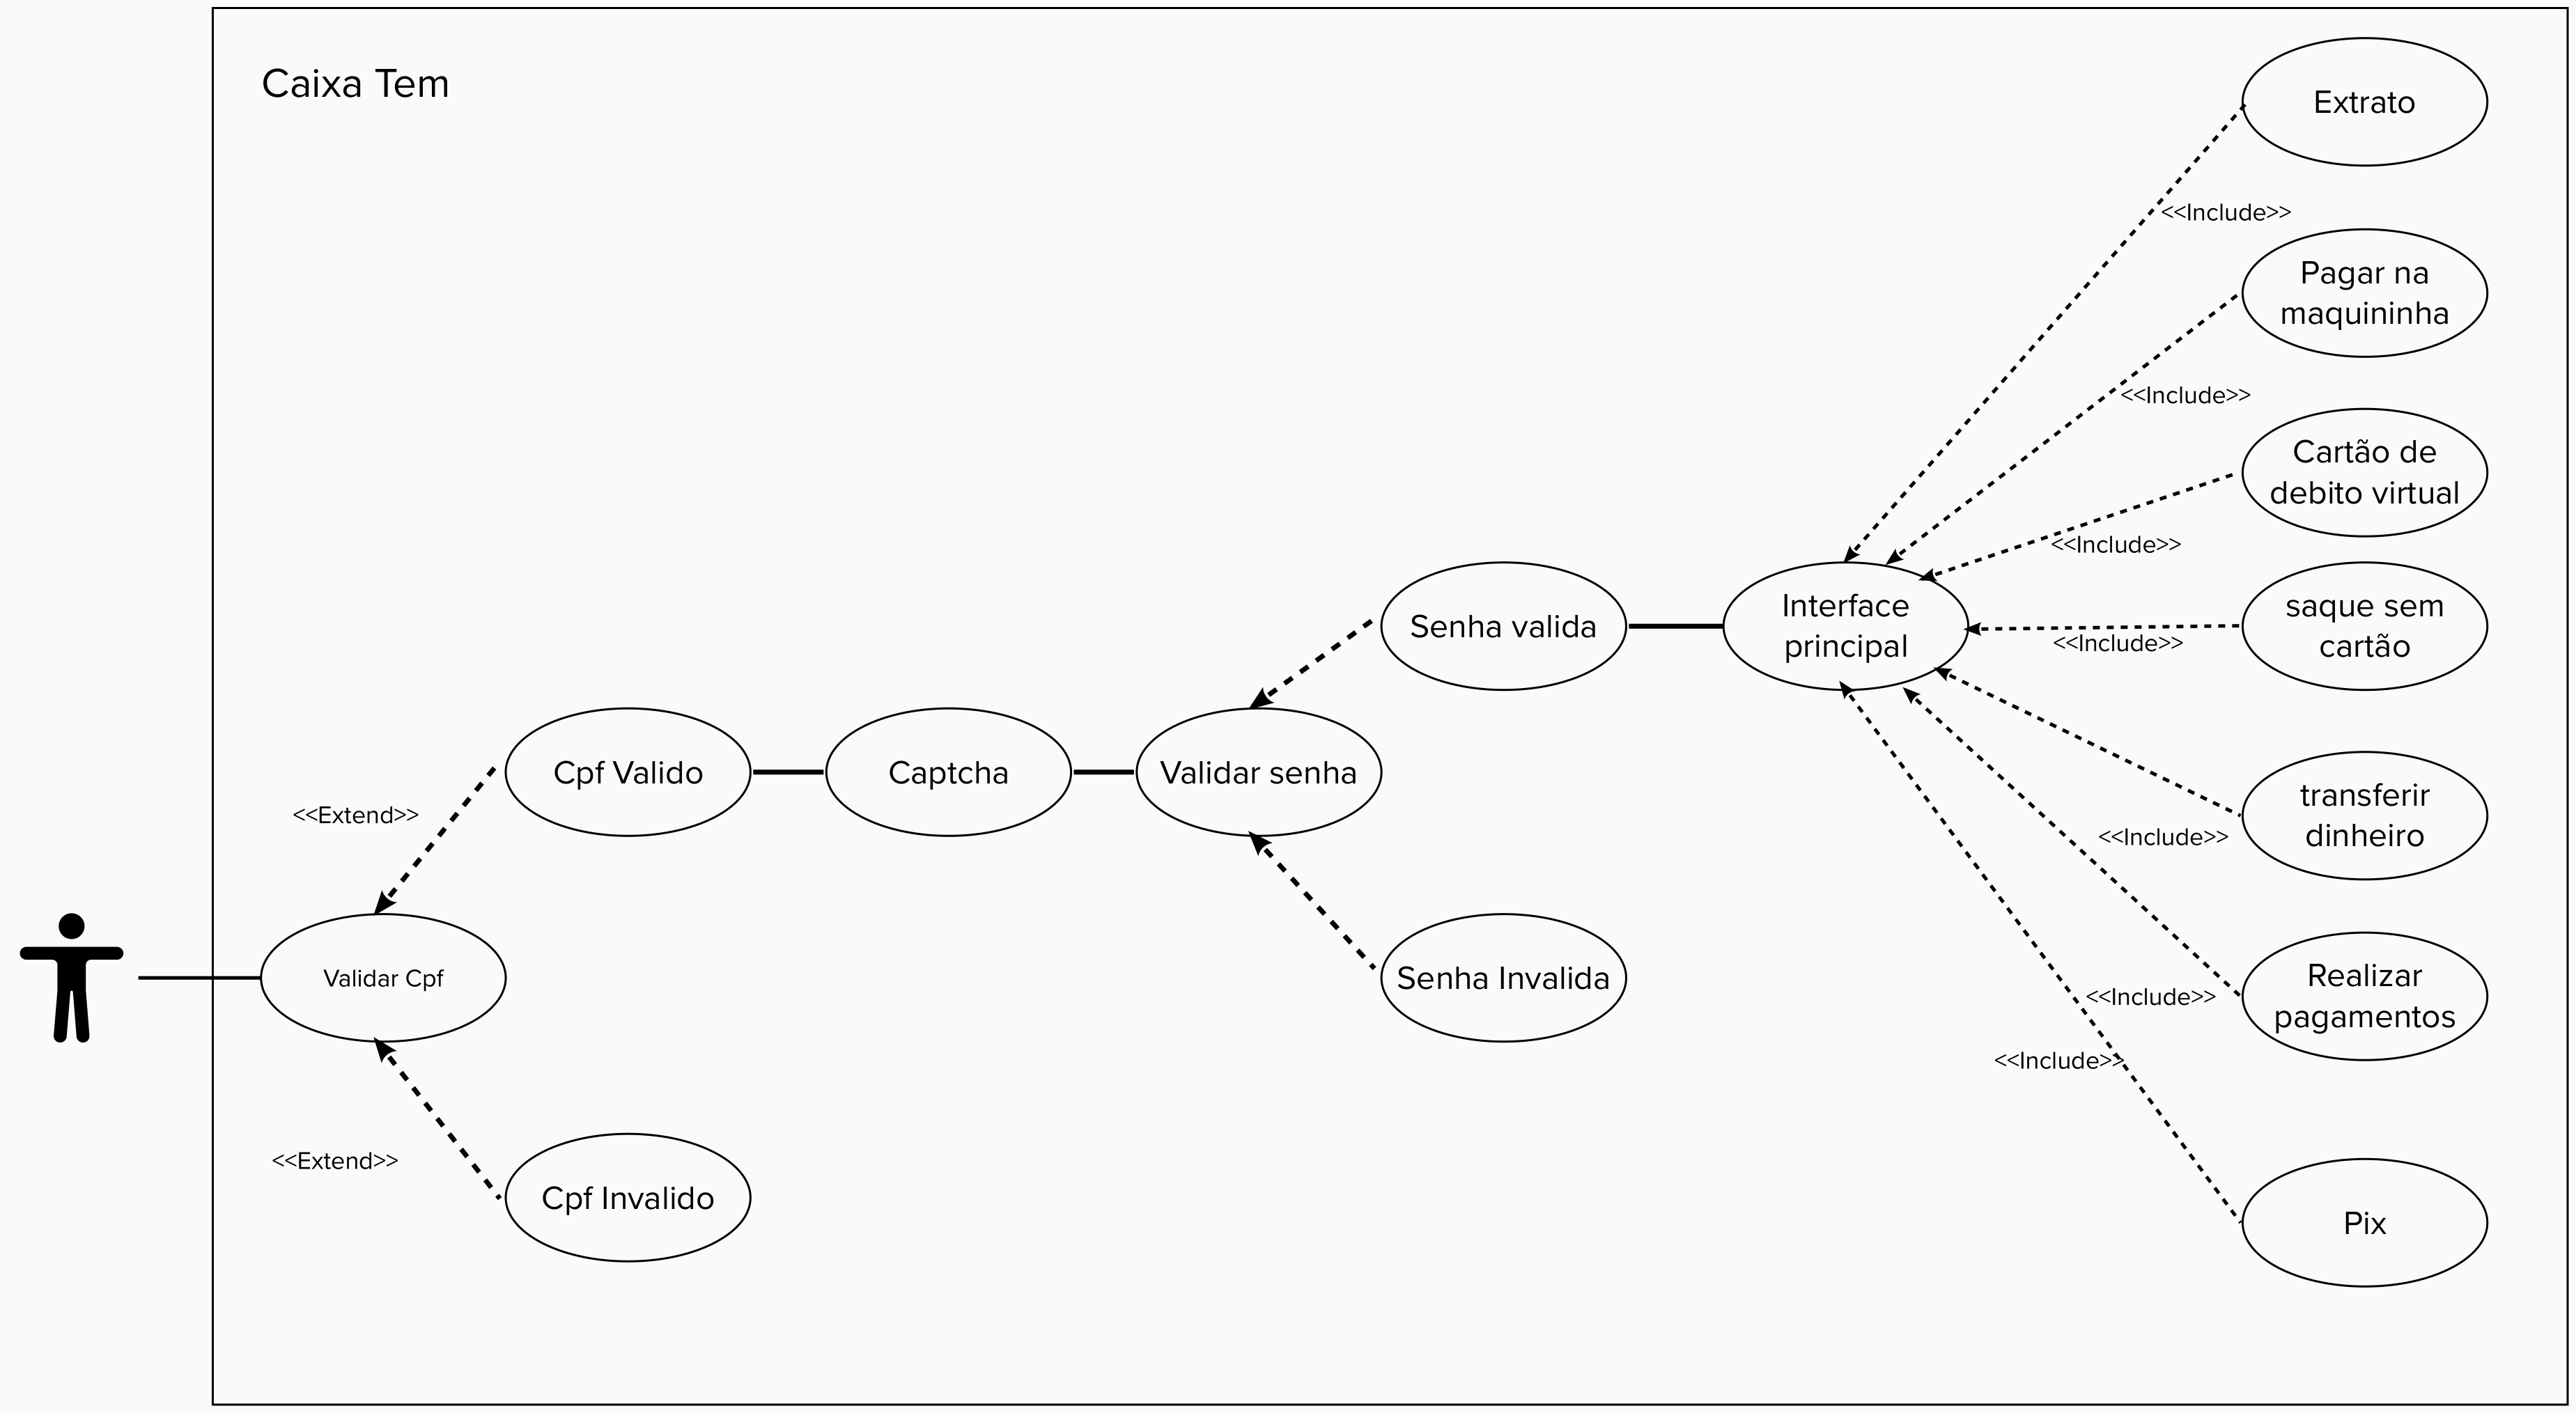 Caixa Tem
Extrato
<<Include>>
Pagar na
maquininha
<<Include>>
Cartão de
debito virtual
<<Include>>
Senha valida
Interface
principal
saque sem
cartão
<<Include>>
Cpf Valido
Captcha
Validar senha
<<Extend>>
transferir
dinheiro
<<Include>>
Validar Cpf
Senha Invalida
Realizar
pagamentos
<<Include>>
<<Include>>
<<Extend>>
Cpf Invalido
Pix